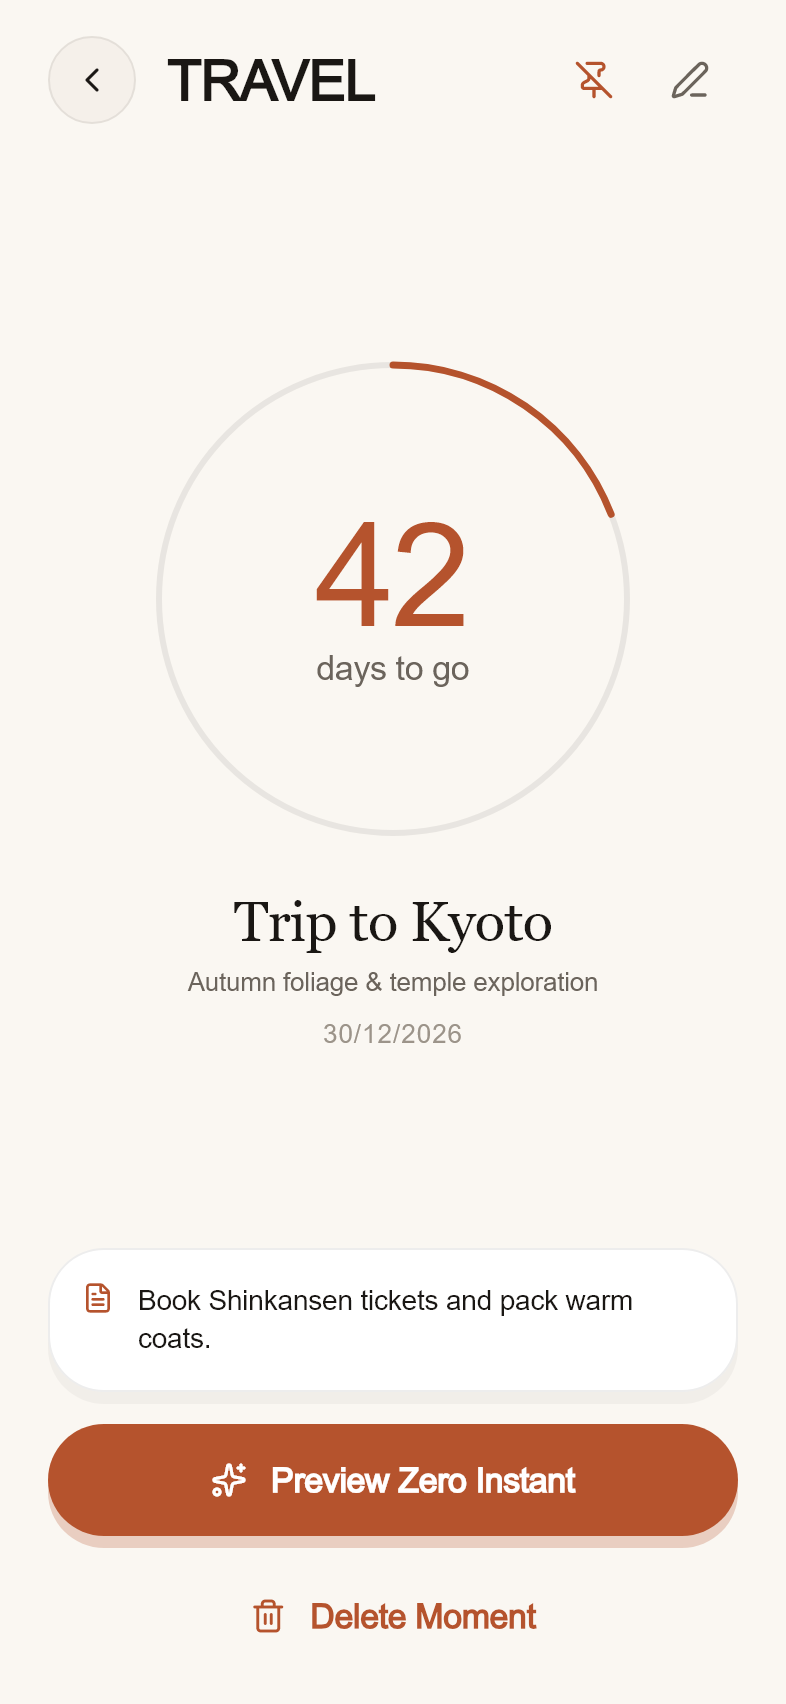 TRAVEL
42
days to go
Trip to Kyoto
Autumn foliage & temple exploration
30/12/2026
Book Shinkansen tickets and pack warm
coats.
Preview Zero Instant
Delete Moment